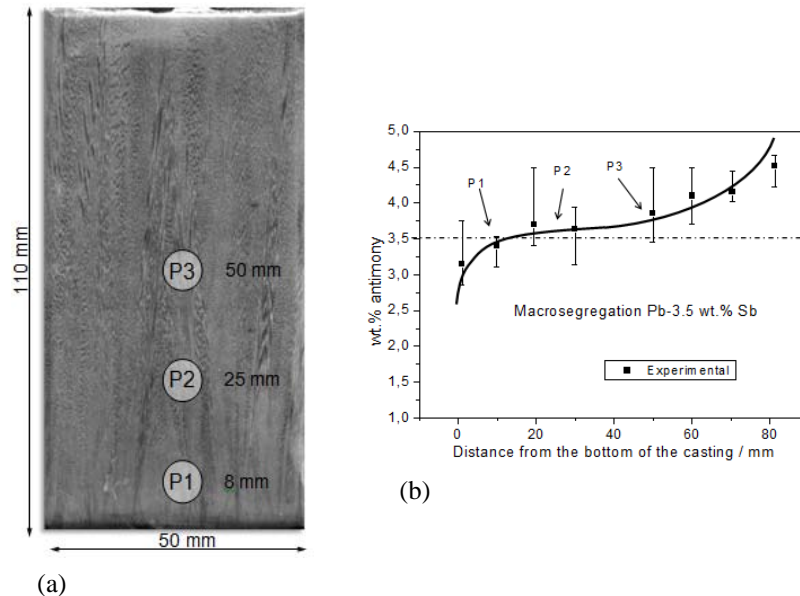 110 mm
P3 50 mm
P2 25 mm
P1 8 mm
50 mm
(a)
5,0
4,5
4,0
3,5
3,0
2,5
2,0
1,5
1,0
wt.% antimony
P1
P2
P3
Macrosegregation Pb-3.5 wt.% Sb
Experimental
0 20 40 60 80
Distance from the bottom of the casting / mm
(b)